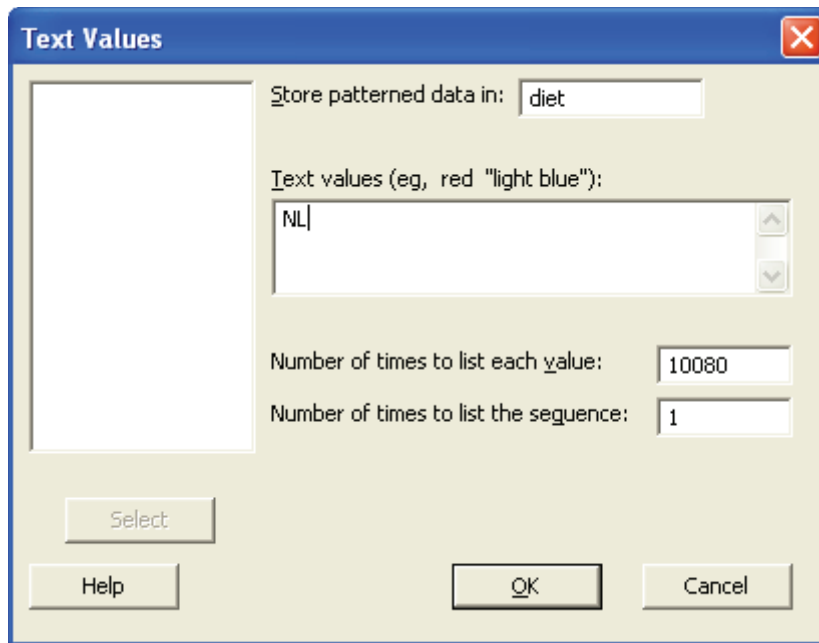 Text Values
Store patterned data in: diet
Text values (eg, red "light blue"):
NL
Number of times to list each value: 10080
Number of times to list the sequence: 1
Select
Help OK Cancel